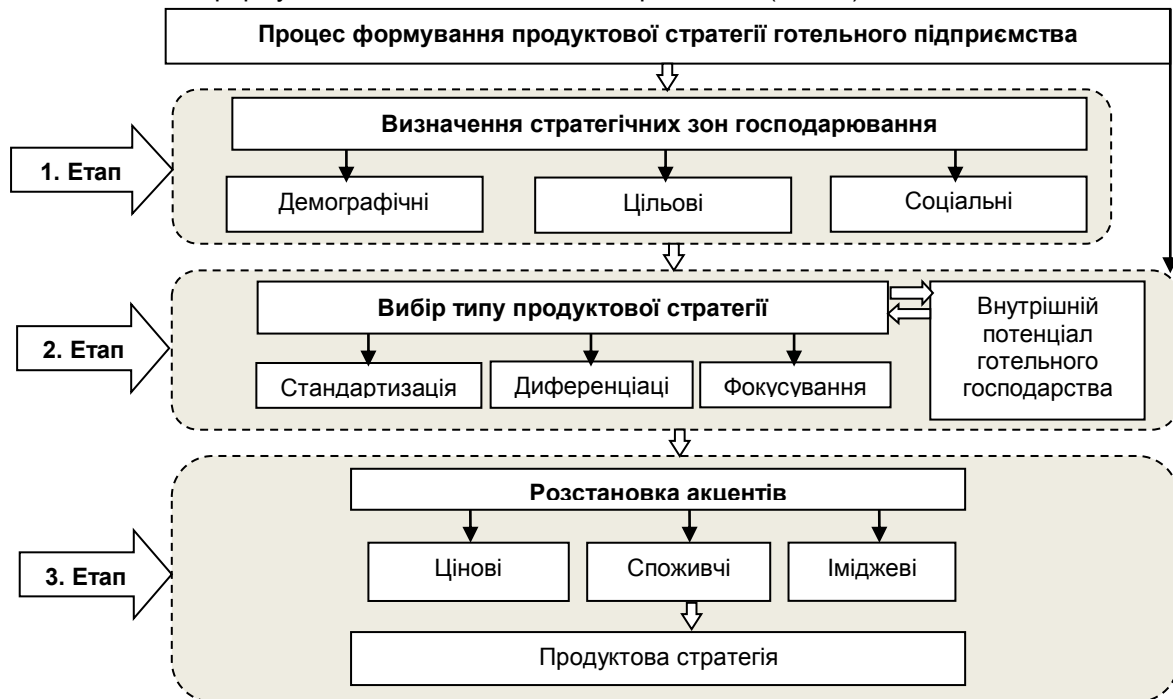 Процес формування продуктової стратегії готельного підприємства
Визначення стратегічних зон господарювання
1. Етап
Демографічні
Цільові
Соціальні
Вибір типу продуктової стратегії
Внутрішній
потенціал
готельного
господарства
2. Етап
Стандартизація
Диференціаці
Фокусування
Розстановка акцентів
3. Етап
Цінові
Споживчі
Іміджеві
Продуктова стратегія